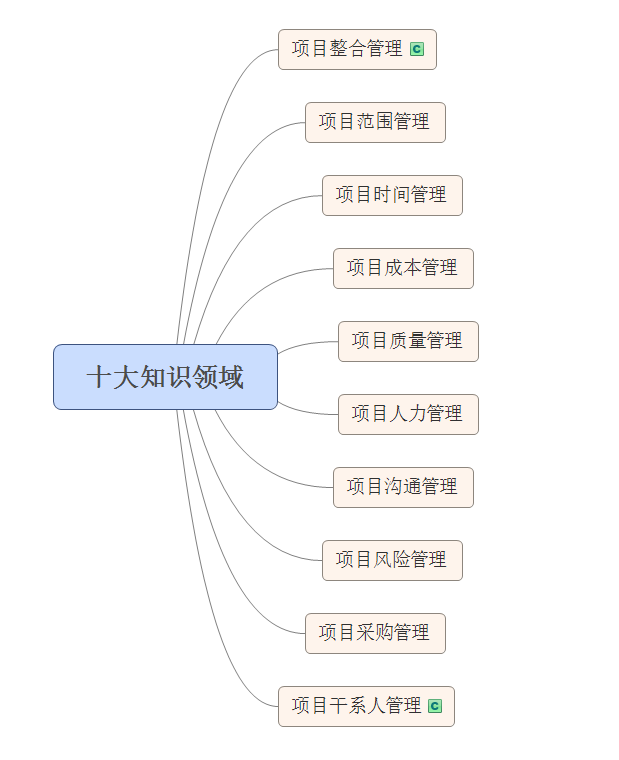 项目整合管理 C
项目范围管理
项目时间管理
项目成本管理
项目质量管理
十大知识领域
项目人力管理
项目沟通管理
项目风险管理
项目采购管理
项目干系人管理 C